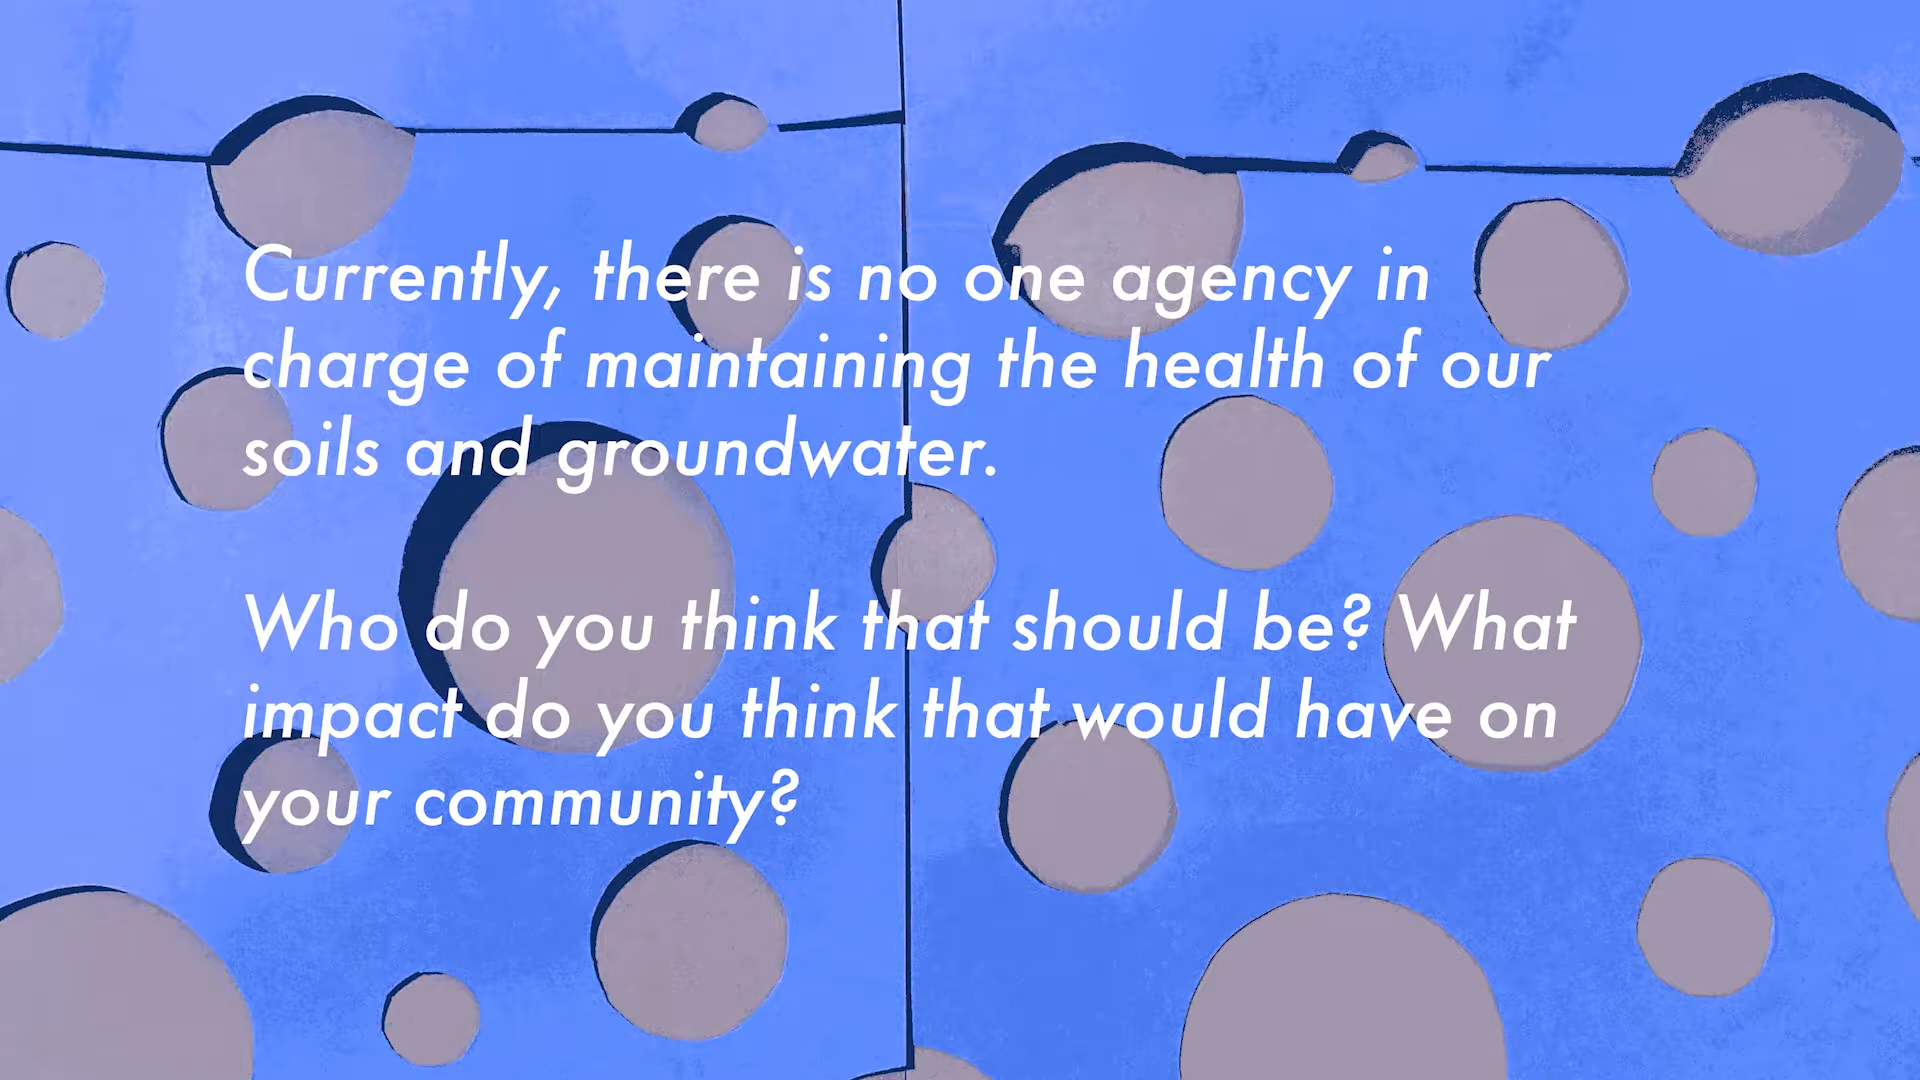 Currently, there is no one agency in
charge of maintaining the health of our
soils and groundwater.
Who do you think that should be? What
impact do you think that would have on
your community?